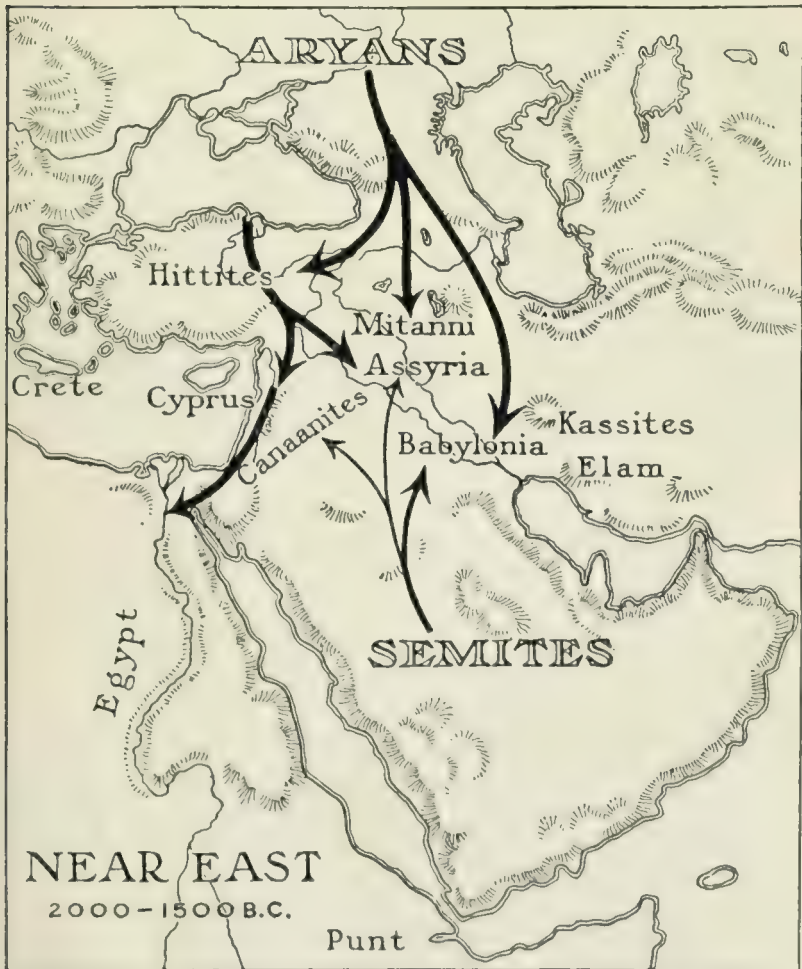 ARYANS
Hittites
Mitanni
Assyria
Crete
Cyprus
Canaanites
Babylonia
Kassites
Elam
SEMITES
Egypt
NEAR EAST
2000-1500 B.C.
Punt